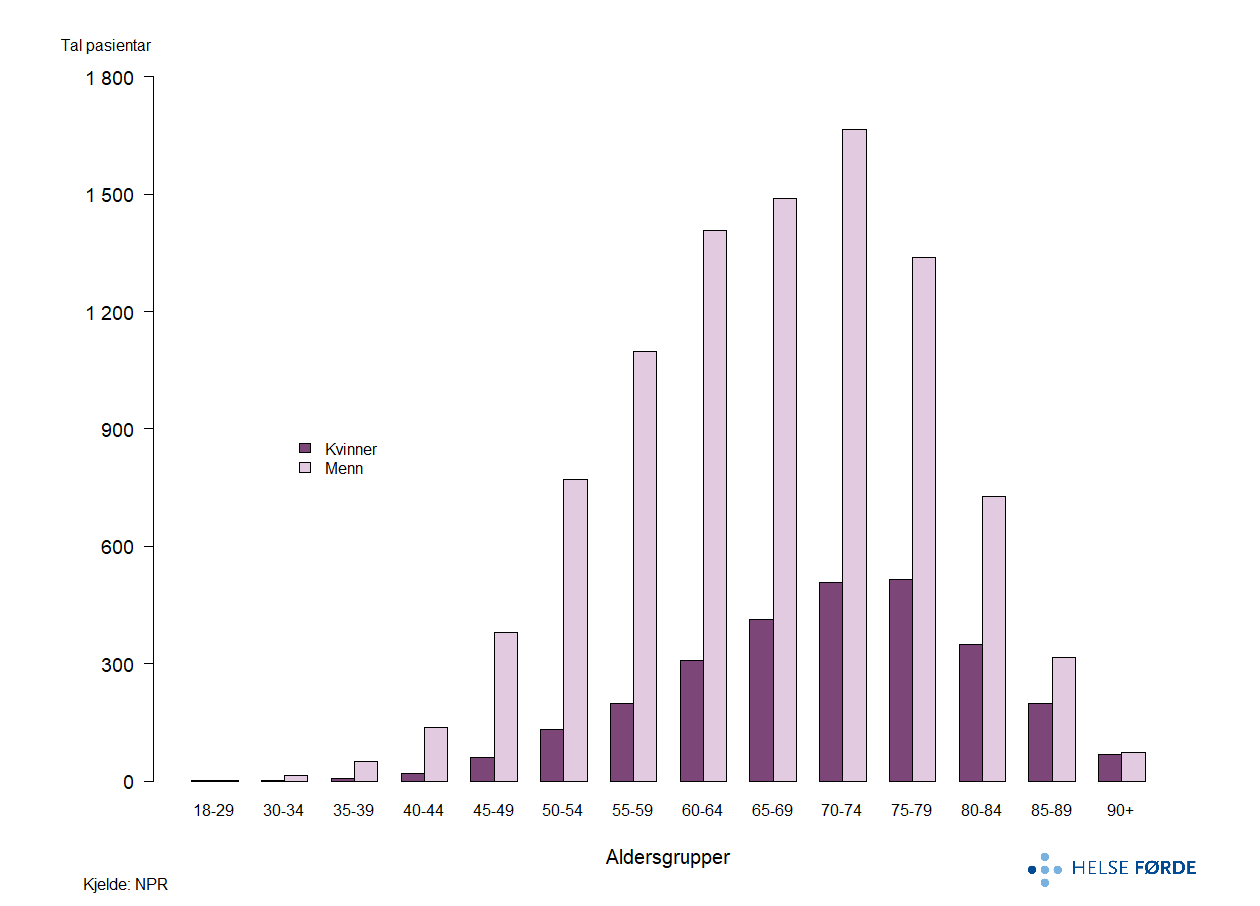 Tal pasientar
1 800
1 500
1 200
900
600
300
0
Kvinner
Menn
18-29 30-34 35-39 40-44 45-49 50-54 55-59 60-64 65-69 70-74 75-79 80-84 85-89 90+
Aldersgrupper
HELSE FØRDE
Kjelde: NPR